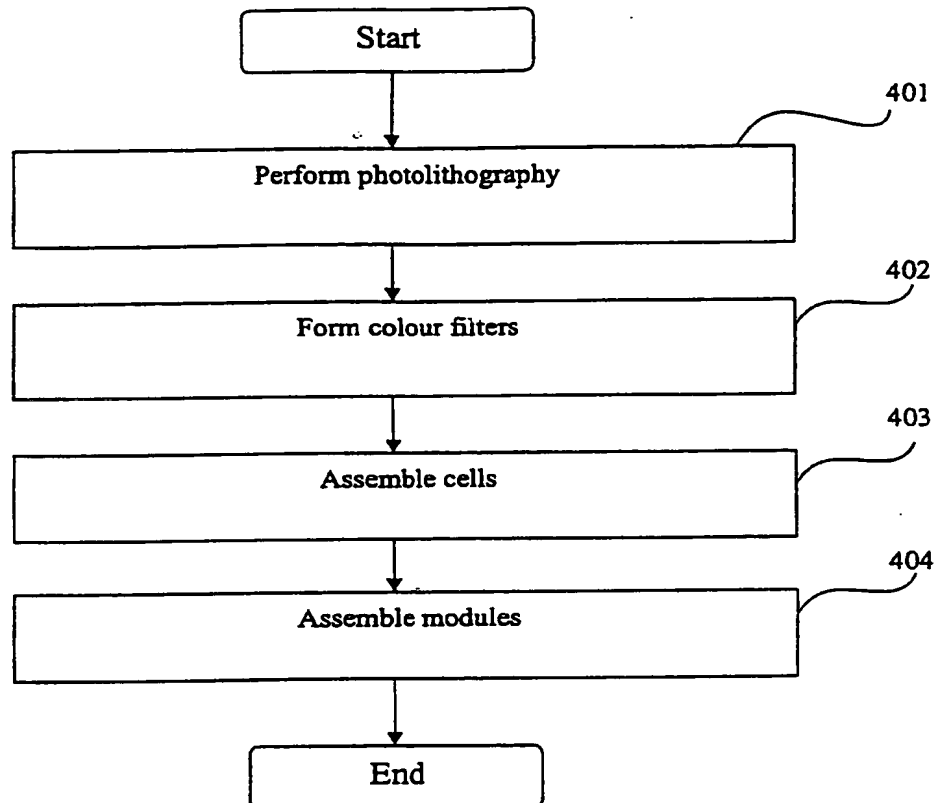 Start
401
Perform photolithography
402
Form colour filters
403
Assemble cells
404
Assemble modules
End